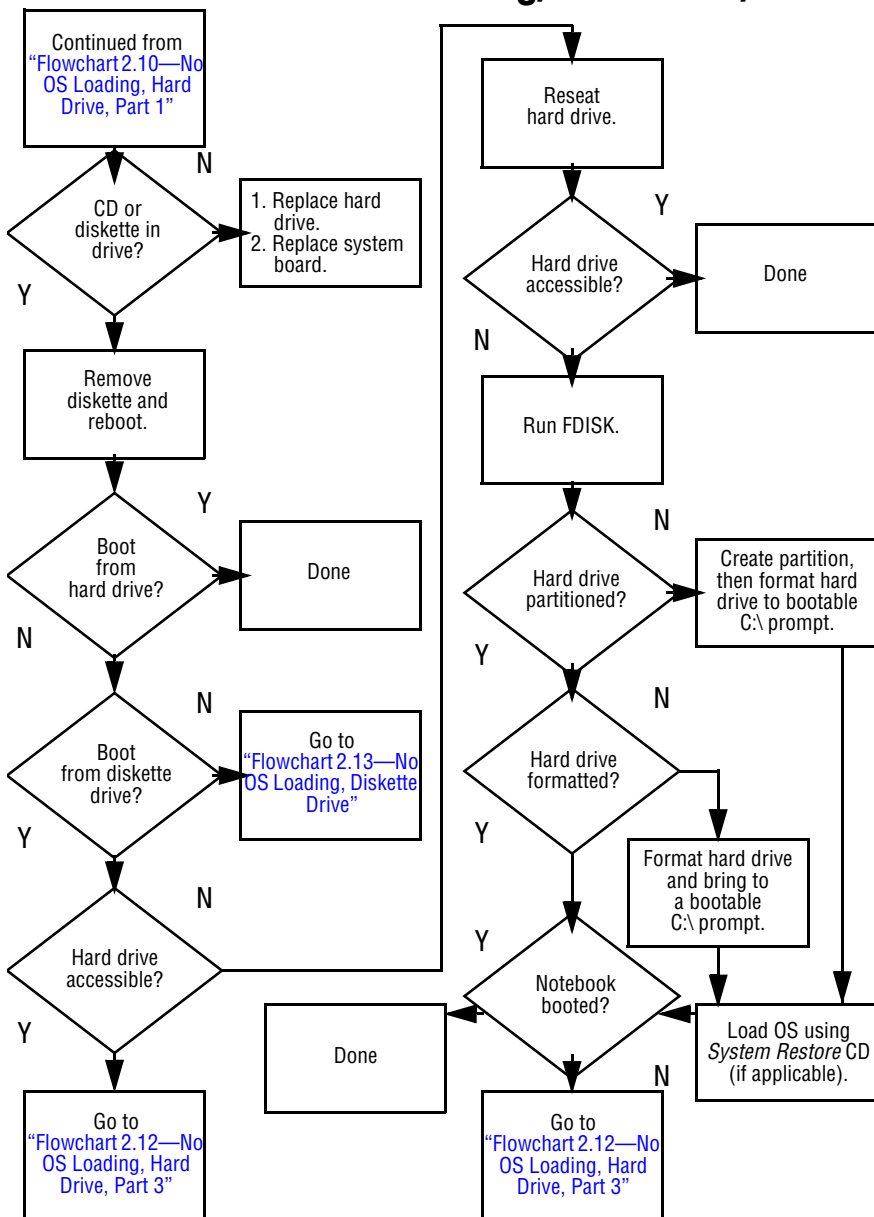 Continued from
“Flowchart 2.10—No
OS Loading, Hard
Drive, Part 1”
N
CD or
diskette in
drive?
1. Replace hard
drive.
2. Replace system
board.
Y
Remove
diskette and
reboot.
Y
Boot
from
hard drive?
Done
N
N
Boot
from diskette
drive?
Go to
“Flowchart 2.13—No
OS Loading, Diskette
Drive”
Y
N
Hard drive
accessible?
Y
Go to
“Flowchart 2.12—No
OS Loading, Hard
Drive, Part 3”
Reseat
hard drive.
Y
Hard drive
accessible?
Done
N
Run FDISK.
N
Hard drive
partitioned?
Create partition,
then format hard
drive to bootable
C:\ prompt.
Y
N
Hard drive
formatted?
Y
Format hard drive
and bring to
a bootable
C:\ prompt.
Y
Notebook
booted?
Done
Load OS using
System Restore CD
(if applicable).
N
Go to
“Flowchart 2.12—No
OS Loading, Hard
Drive, Part 3”